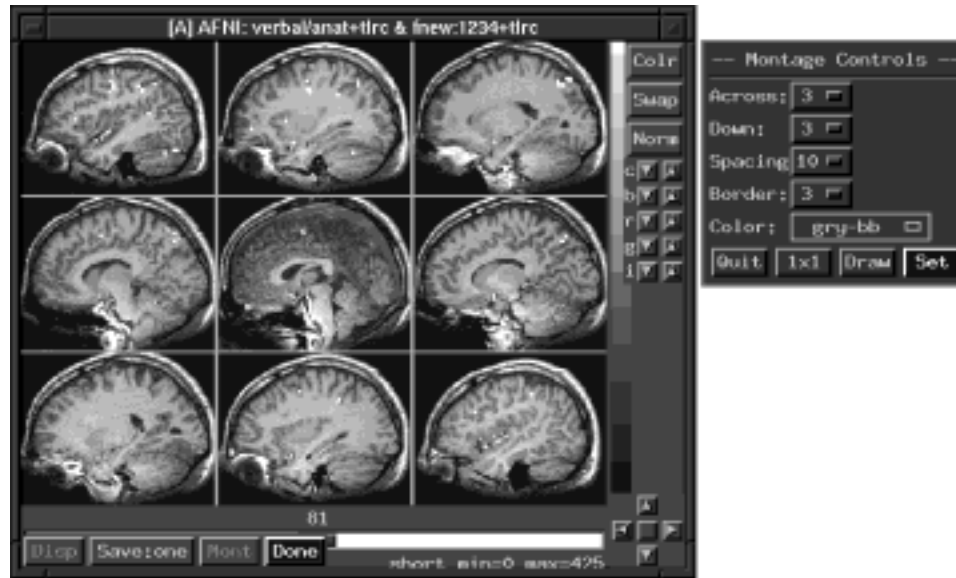 [A] AFNI: verbal/anat+tlrc & fnew:1234+tlrc
Colr
Swap
Norm
c
b
r
g
i
81
Disp Save:one Mont Done
short min=0 max=425
-- Montage Controls --
Across: 3
Down: 3
Spacing 10
Border: 3
Color: gry-bb
Quit 1x1 Draw Set